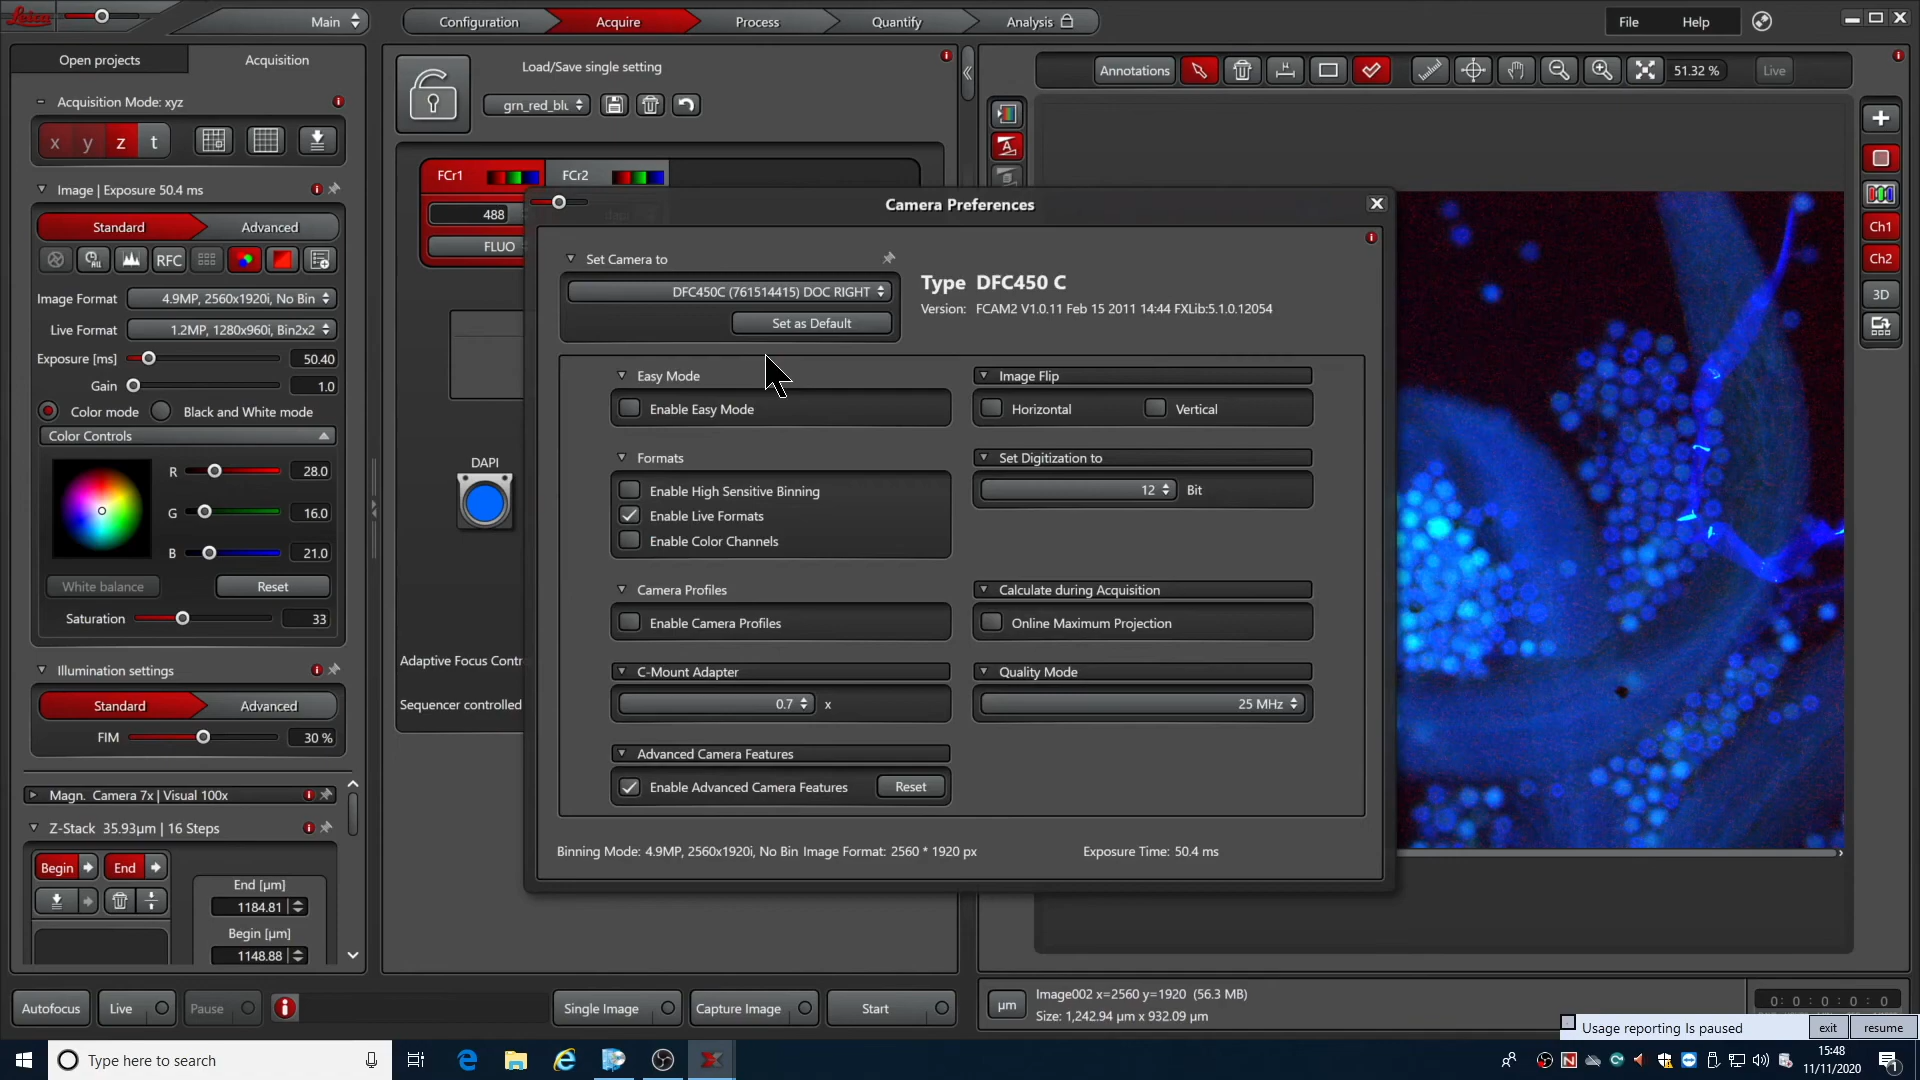 Leica
Main
Configuration
Acquire
Process
Quantify
Analysis
File
Help
Open projects
Acquisition
Load/Save single setting
grn_red_blu
Annotations
51.32 %
Live
Acquisition Mode: xyz
x y z t
FCr1
FCr2
488
FLUO
Image | Exposure 50.4 ms
Standard
Advanced
RFC
Image Format
4.9MP, 2560x1920i, No Bin
Live Format
1.2MP, 1280x960i, Bin2x2
Exposure [ms]
50.40
Gain
1.0
Color mode
Black and White mode
Color Controls
R
28.0
G
16.0
B
21.0
White balance
Reset
Saturation
33
Illumination settings
Standard
Advanced
FIM
30 %
Magn. Camera 7x | Visual 100x
Z-Stack 35.93µm | 16 Steps
Begin
End
End [µm]
1184.81
Begin [µm]
1148.88
DAPI
Adaptive Focus Contr
Sequencer controlled
Camera Preferences
Set Camera to
DFC450C (761514415) DOC RIGHT
Set as Default
Type DFC450 C
Version: FCAM2 V1.0.11 Feb 15 2011 14:44 FXLib:5.1.0.12054
Easy Mode
Enable Easy Mode
Image Flip
Horizontal
Vertical
Formats
Enable High Sensitive Binning
Enable Live Formats
Enable Color Channels
Set Digitization to
12 Bit
Camera Profiles
Enable Camera Profiles
Calculate during Acquisition
Online Maximum Projection
C-Mount Adapter
0.7 x
Quality Mode
25 MHz
Advanced Camera Features
Enable Advanced Camera Features
Reset
Binning Mode: 4.9MP, 2560x1920i, No Bin Image Format: 2560 * 1920 px
Exposure Time: 50.4 ms
Ch1
Ch2
3D
Autofocus
Live
Pause
Single Image
Capture Image
Start
µm
Image002 x=2560 y=1920 (56.3 MB)
Size: 1,242.94 µm x 932.09 µm
0: 0: 0: 0: 0: 0
Usage reporting Is paused
exit
resume
Type here to search
15:48
11/11/2020
1